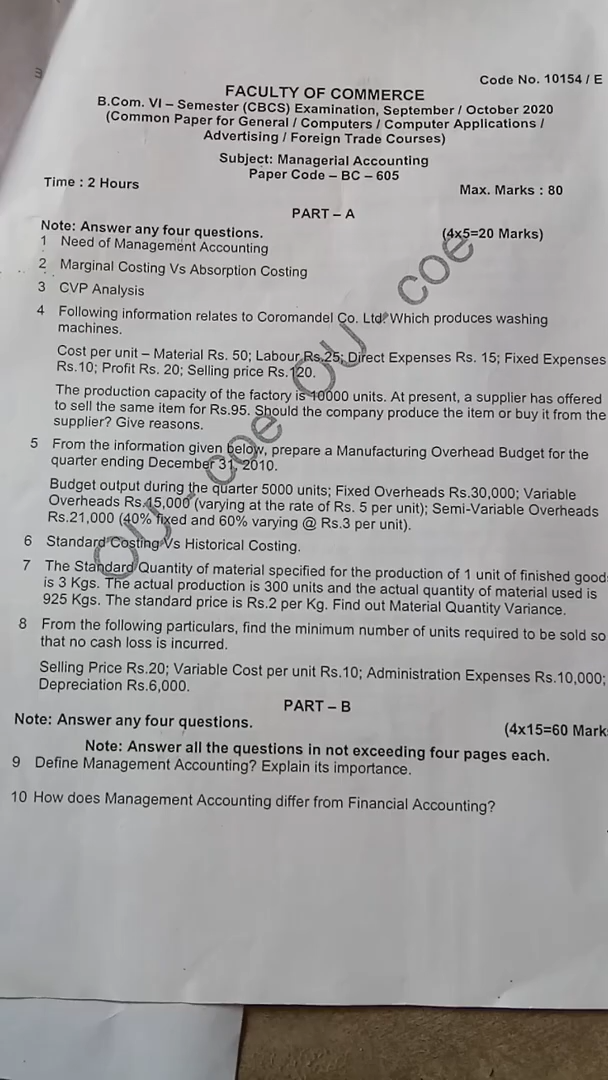 Code No. 10154 / E
FACULTY OF COMMERCE
B.Com. VI – Semester (CBCS) Examination, September / October 2020
(Common Paper for General / Computers / Computer Applications /
Advertising / Foreign Trade Courses)
Subject: Managerial Accounting
Paper Code – BC – 605
Time : 2 Hours
Max. Marks : 80
PART – A
Note: Answer any four questions.
(4x5=20 Marks)
1 Need of Management Accounting
2 Marginal Costing Vs Absorption Costing
3 CVP Analysis
4 Following information relates to Coromandel Co. Ltd. Which produces washing
machines.
Cost per unit – Material Rs. 50; Labour Rs.25; Direct Expenses Rs. 15; Fixed Expenses
Rs.10; Profit Rs. 20; Selling price Rs.120.
The production capacity of the factory is 10000 units. At present, a supplier has offered
to sell the same item for Rs.95. Should the company produce the item or buy it from the
supplier? Give reasons.
5 From the information given below, prepare a Manufacturing Overhead Budget for the
quarter ending December 31, 2010.
Budget output during the quarter 5000 units; Fixed Overheads Rs.30,000; Variable
Overheads Rs.15,000 (varying at the rate of Rs. 5 per unit); Semi-Variable Overheads
Rs.21,000 (40% fixed and 60% varying @ Rs.3 per unit).
6 Standard Costing Vs Historical Costing.
7 The Standard Quantity of material specified for the production of 1 unit of finished goods
is 3 Kgs. The actual production is 300 units and the actual quantity of material used is
925 Kgs. The standard price is Rs.2 per Kg. Find out Material Quantity Variance.
8 From the following particulars, find the minimum number of units required to be sold so
that no cash loss is incurred.
Selling Price Rs.20; Variable Cost per unit Rs.10; Administration Expenses Rs.10,000;
Depreciation Rs.6,000.
PART – B
Note: Answer any four questions.
(4x15=60 Mark
Note: Answer all the questions in not exceeding four pages each.
9 Define Management Accounting? Explain its importance.
10 How does Management Accounting differ from Financial Accounting?
OU - coe OU coe